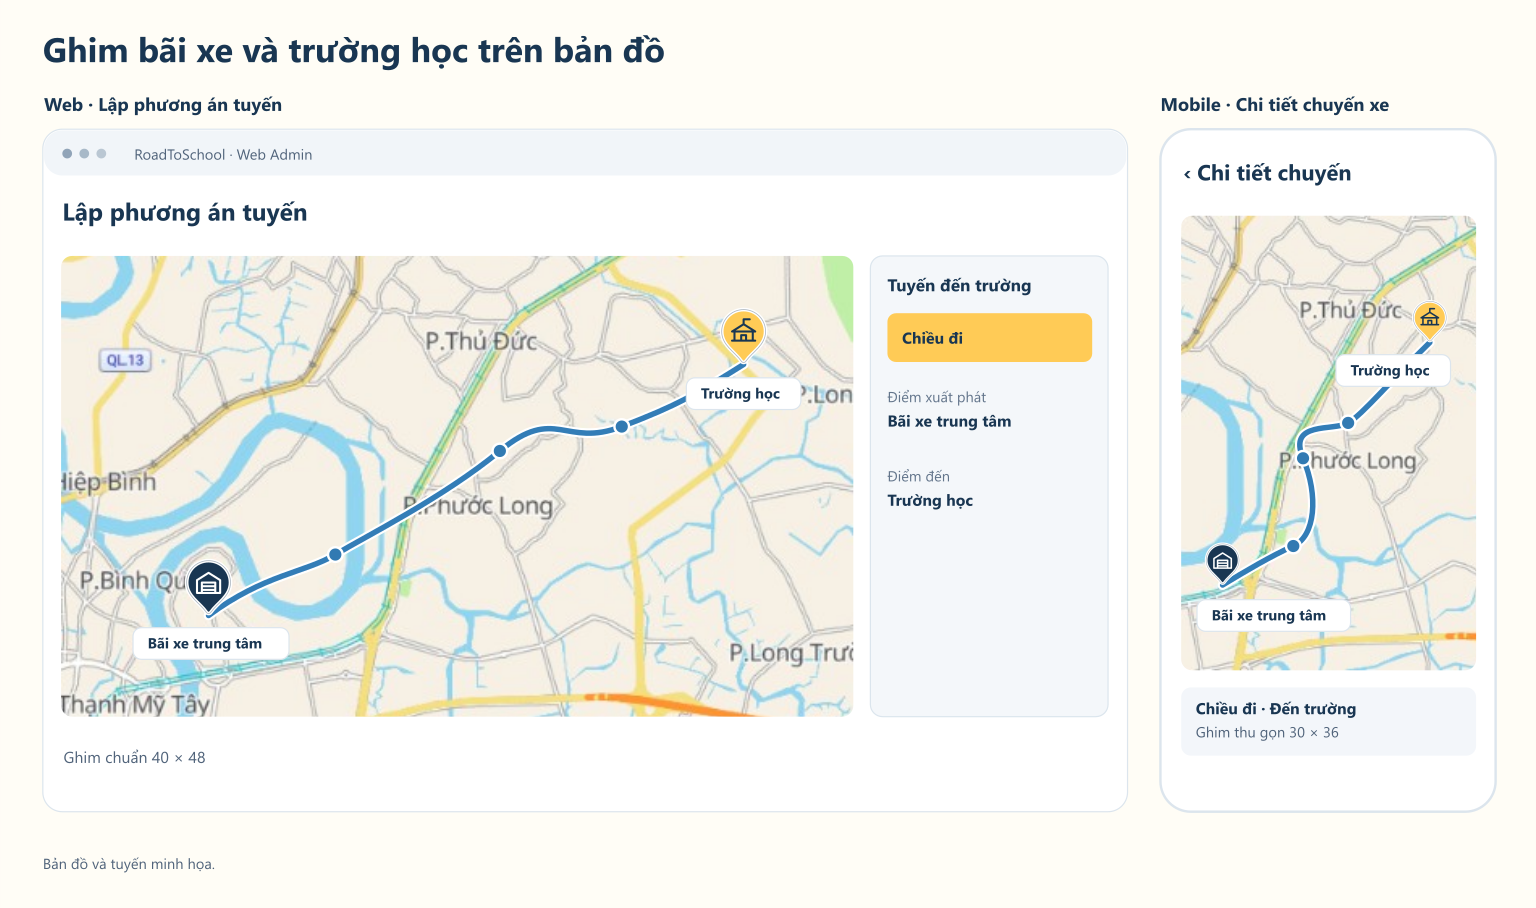 Ghim bãi xe và trường học trên bản đồ
Web · Lập phương án tuyến
RoadToSchool · Web Admin
Lập phương án tuyến
QL.13
P.Thủ Đức
Trường học
P.Lon
Hiệp Bình
P.Phước Long
P.Bình Qu
Bãi xe trung tâm
P.Long Trườ
Thạnh Mỹ Tây
Tuyến đến trường
Chiều đi
Điểm xuất phát
Bãi xe trung tâm
Điểm đến
Trường học
Ghim chuẩn 40 × 48
Mobile · Chi tiết chuyến xe
‹ Chi tiết chuyến
P.Thủ Đức
Trường học
P.Phước Long
Bãi xe trung tâm
Chiều đi · Đến trường
Ghim thu gọn 30 × 36
Bản đồ và tuyến minh họa.